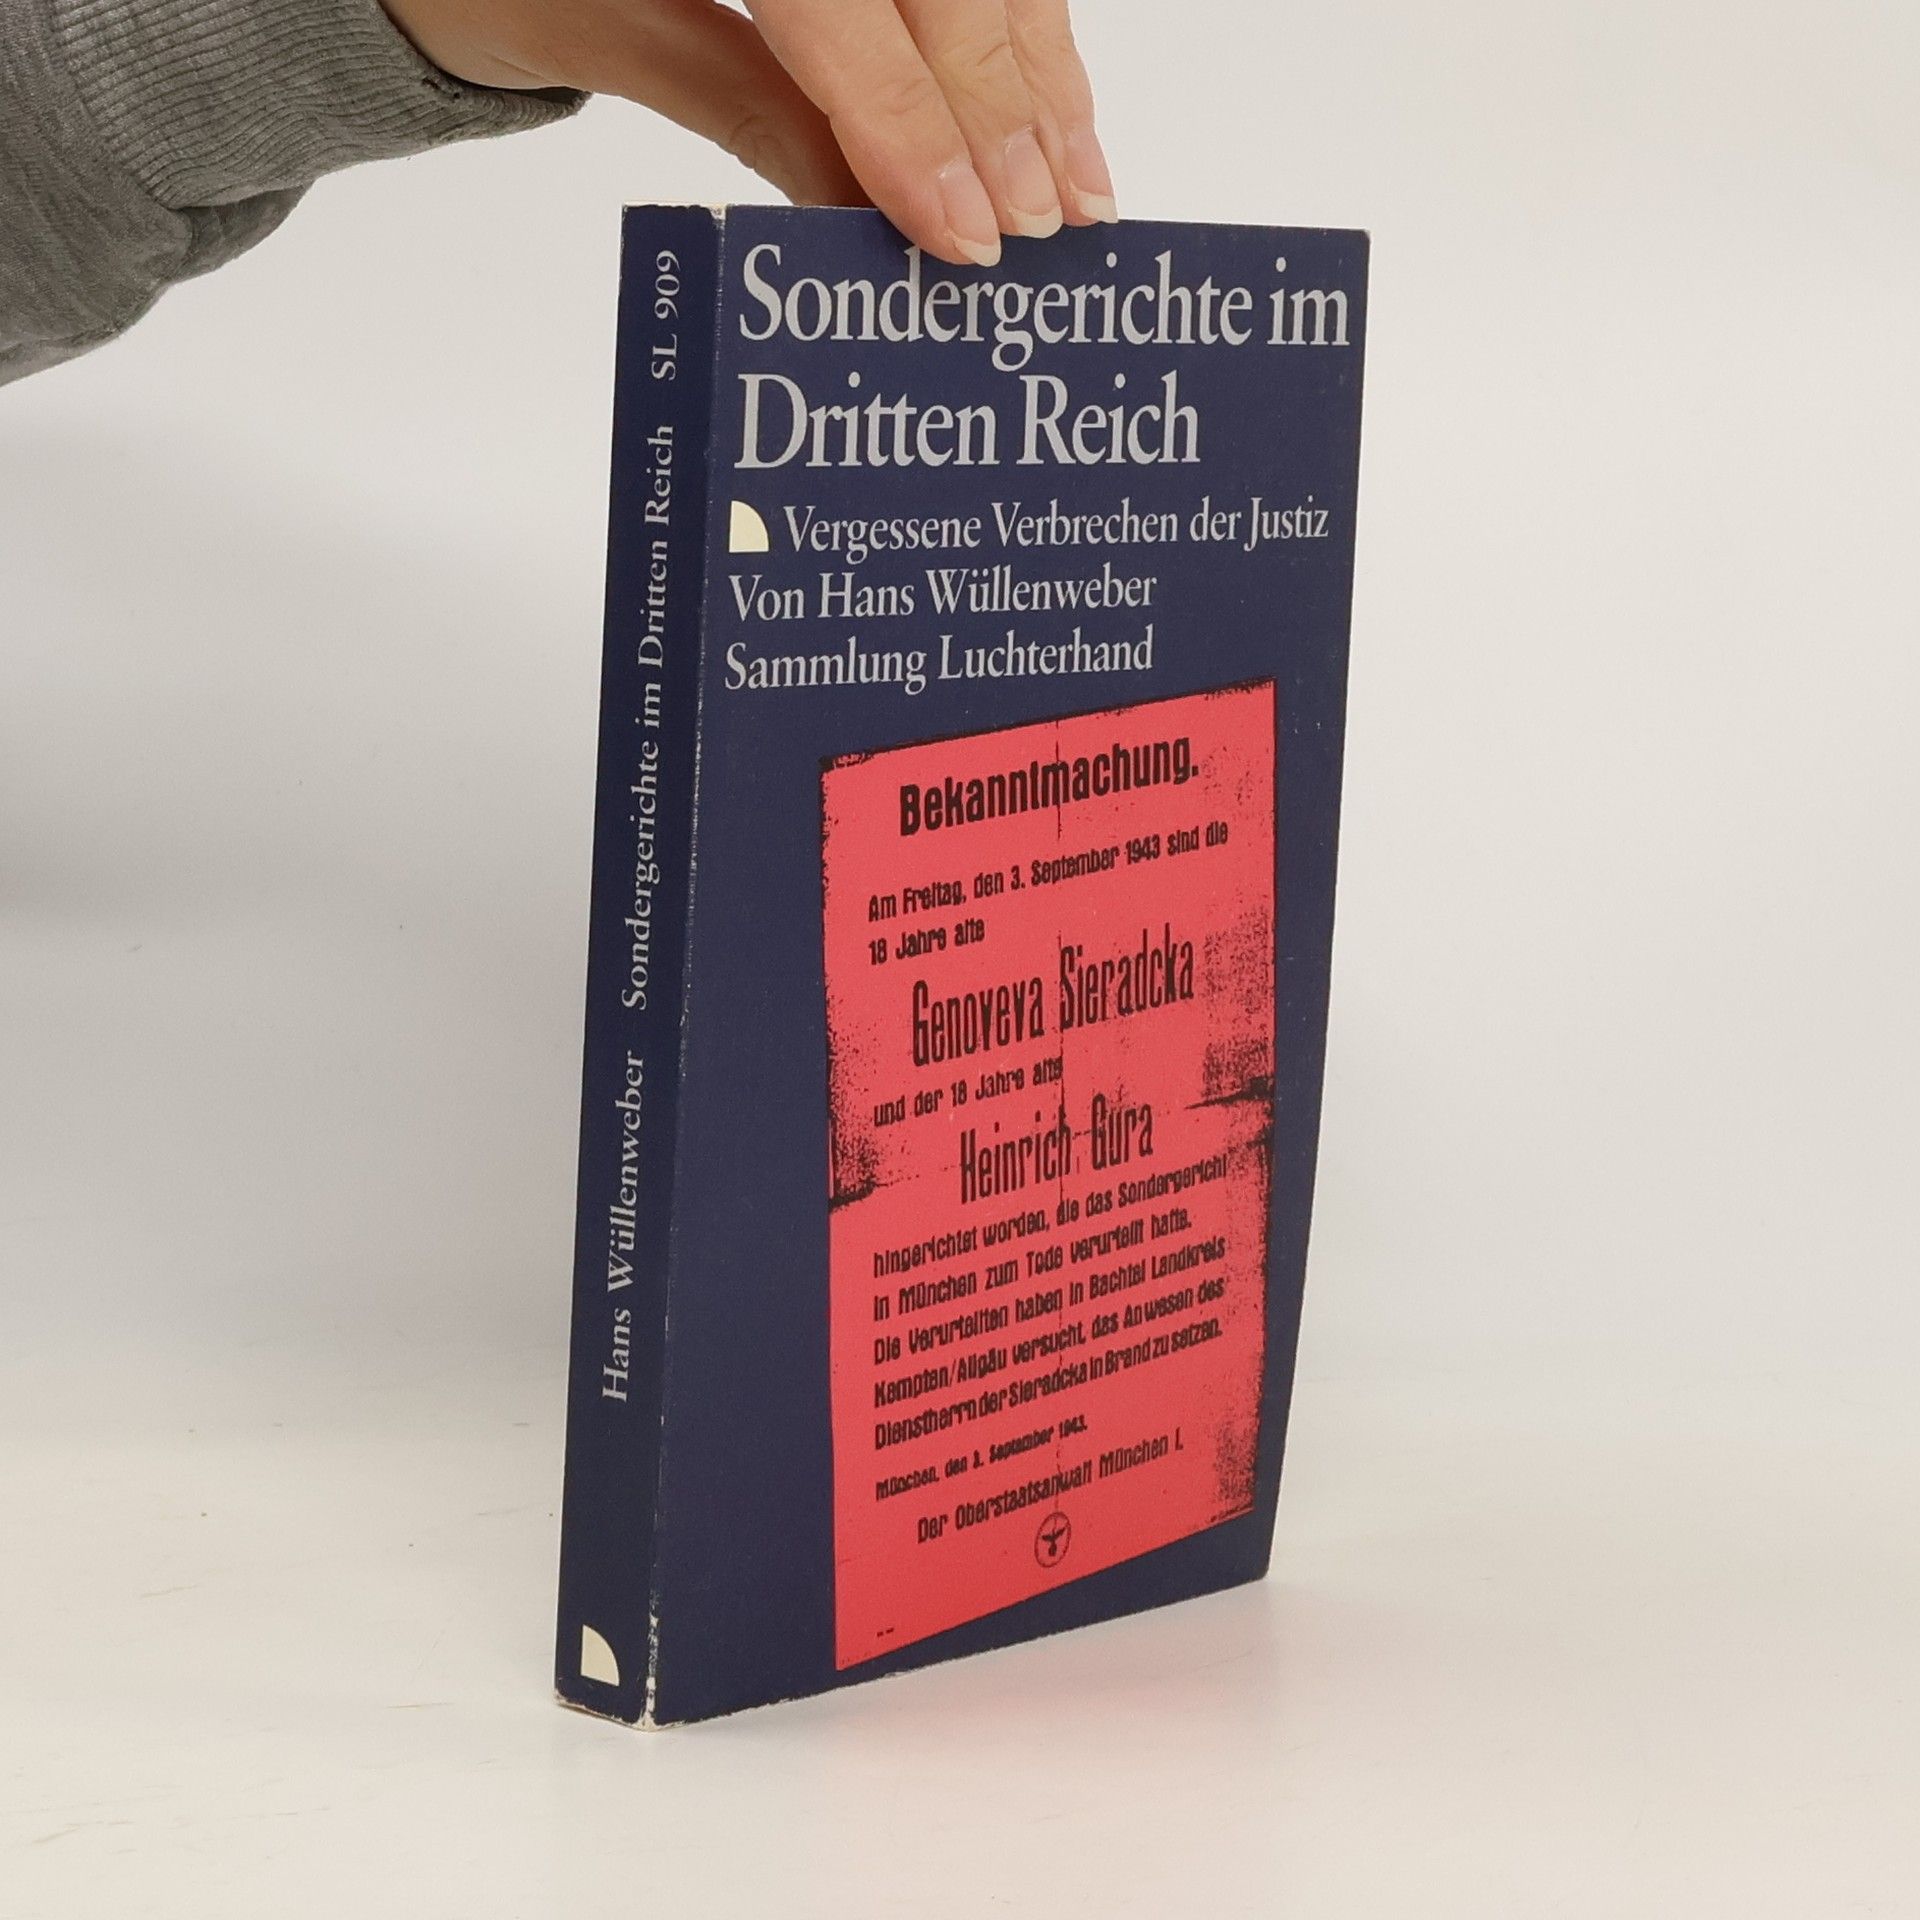 Hans Wüllenweber Sondergerichte im Dritten Reich SL 909
Sondergerichte im
Dritten Reich
Vergessene Verbrechen der Justiz
Von Hans Wüllenweber
Sammlung Luchterhand
Bekanntmachung.
Am Freitag, den 3. September 1943 sind die
18 Jahre alte
Genoveva Sieradcka
und der 18 Jahre alte
Heinrich Gura
hingerichtet worden, die das Sondergericht
in München zum Tode verurteilt hatte.
Die Verurteilten haben in Bachtel Landkreis
Kempten/Allgäu versucht, das Anwesen des
Dienstherrn der Sieradcka in Brand zu setzen.
München, den 3. September 1943.
Der Oberstaatsanwalt München I.